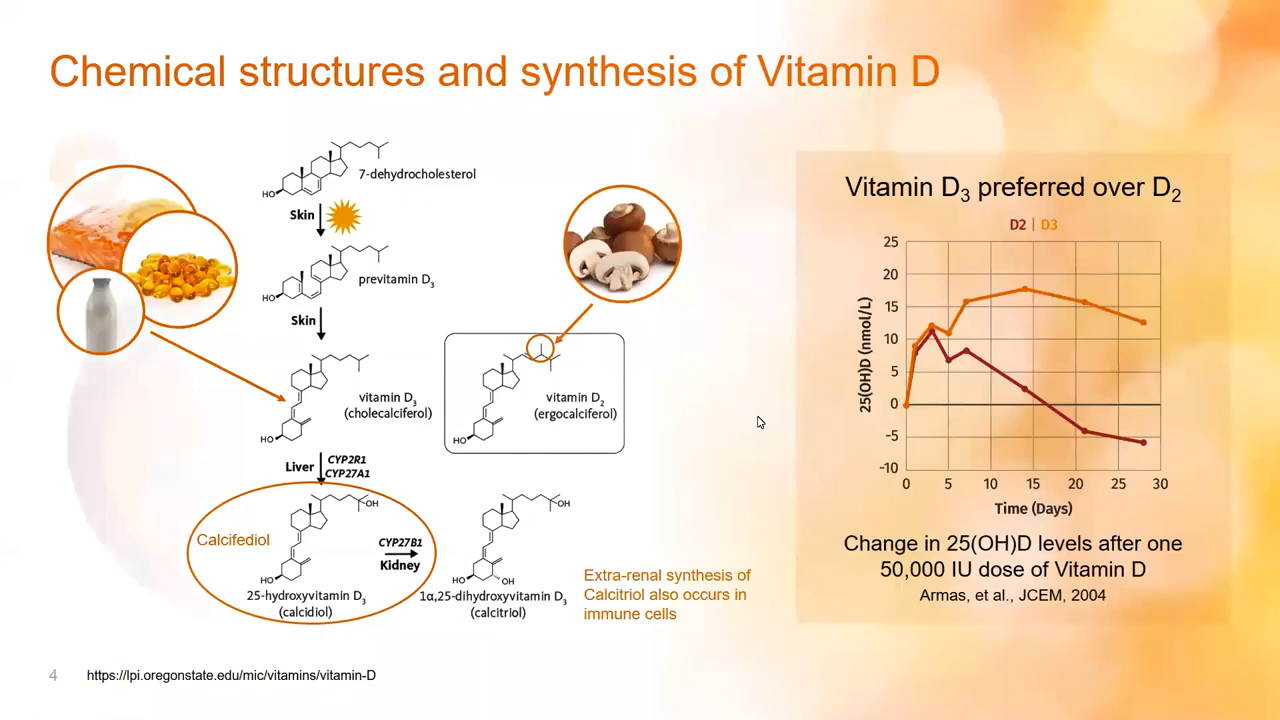 Chemical structures and synthesis of Vitamin D
HO
7-dehydrocholesterol
Skin
HO
previtamin D₃
Skin
HO
vitamin D₃
(cholecalciferol)
HO
vitamin D₂
(ergocalciferol)
Liver
CYP2R1
CYP27A1
Calcifediol
OH
HO
25-hydroxyvitamin D₃
(calcidiol)
CYP27B1
Kidney
OH
HO
OH
1α,25-dihydroxyvitamin D₃
(calcitriol)
Extra-renal synthesis of
Calcitriol also occurs in
immune cells
Vitamin D₃ preferred over D₂
D2 | D3
25(OH)D (nmol/L)
25
20
15
10
5
0
-5
-10
0 5 10 15 20 25 30
Time (Days)
Change in 25(OH)D levels after one
50,000 IU dose of Vitamin D
Armas, et al., JCEM, 2004
4
https://lpi.oregonstate.edu/mic/vitamins/vitamin-D